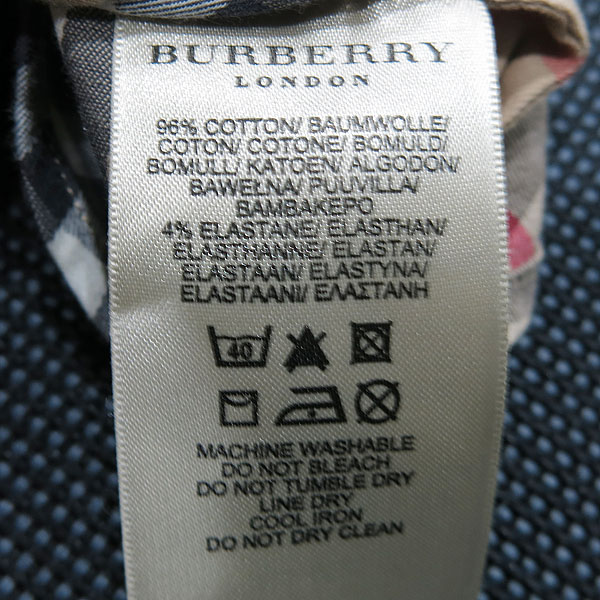 BURBERRY
LONDON
96% COTTON/ BAUMWOLLE/
COTON/ COTONE/ BOMULD/
BOMULL/ KATOEN/ ALGODON/
BAWEŁNA/ PUUVILLA/
BAMBAKEPO
4% ELASTANE/ ELASTHAN/
ELASTHANNE/ ELASTAN/
ELASTAAN/ ELASTYNA/
ELASTAANI/ ΕΛΑΣΤΑΝΗ
40
MACHINE WASHABLE
DO NOT BLEACH
DO NOT TUMBLE DRY
LINE DRY
COOL IRON
DO NOT DRY CLEAN